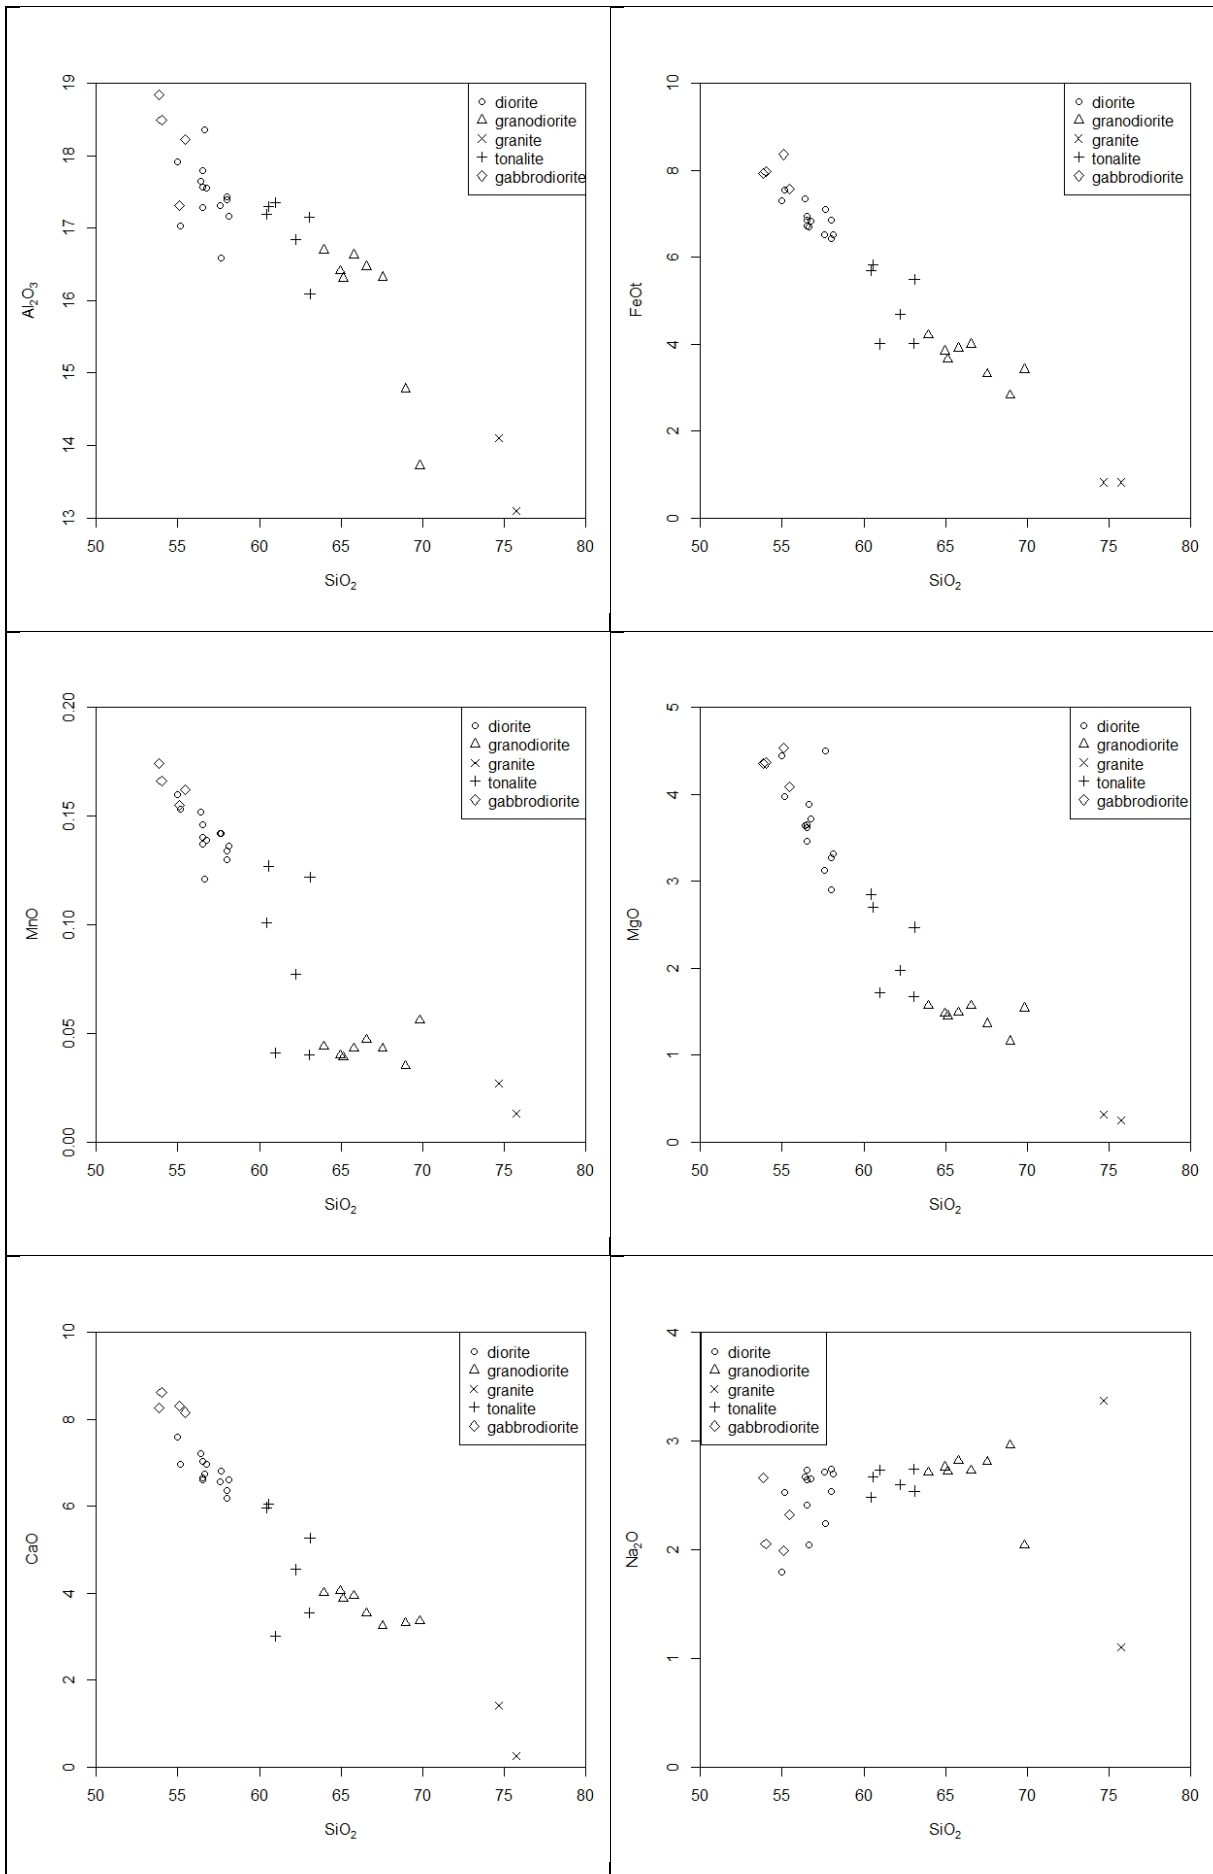 Al₂O₃
19
18
17
16
15
14
13
diorite
granodiorite
granite
tonalite
gabbrodiorite
50 55 60 65 70 75 80
SiO₂
FeOt
10
8
6
4
2
0
diorite
granodiorite
granite
tonalite
gabbrodiorite
50 55 60 65 70 75 80
SiO₂
MnO
0.20
0.15
0.10
0.05
0.00
diorite
granodiorite
granite
tonalite
gabbrodiorite
50 55 60 65 70 75 80
SiO₂
MgO
5
4
3
2
1
0
diorite
granodiorite
granite
tonalite
gabbrodiorite
50 55 60 65 70 75 80
SiO₂
CaO
10
8
6
4
2
0
diorite
granodiorite
granite
tonalite
gabbrodiorite
50 55 60 65 70 75 80
SiO₂
Na₂O
4
3
2
1
0
diorite
granodiorite
granite
tonalite
gabbrodiorite
50 55 60 65 70 75 80
SiO₂